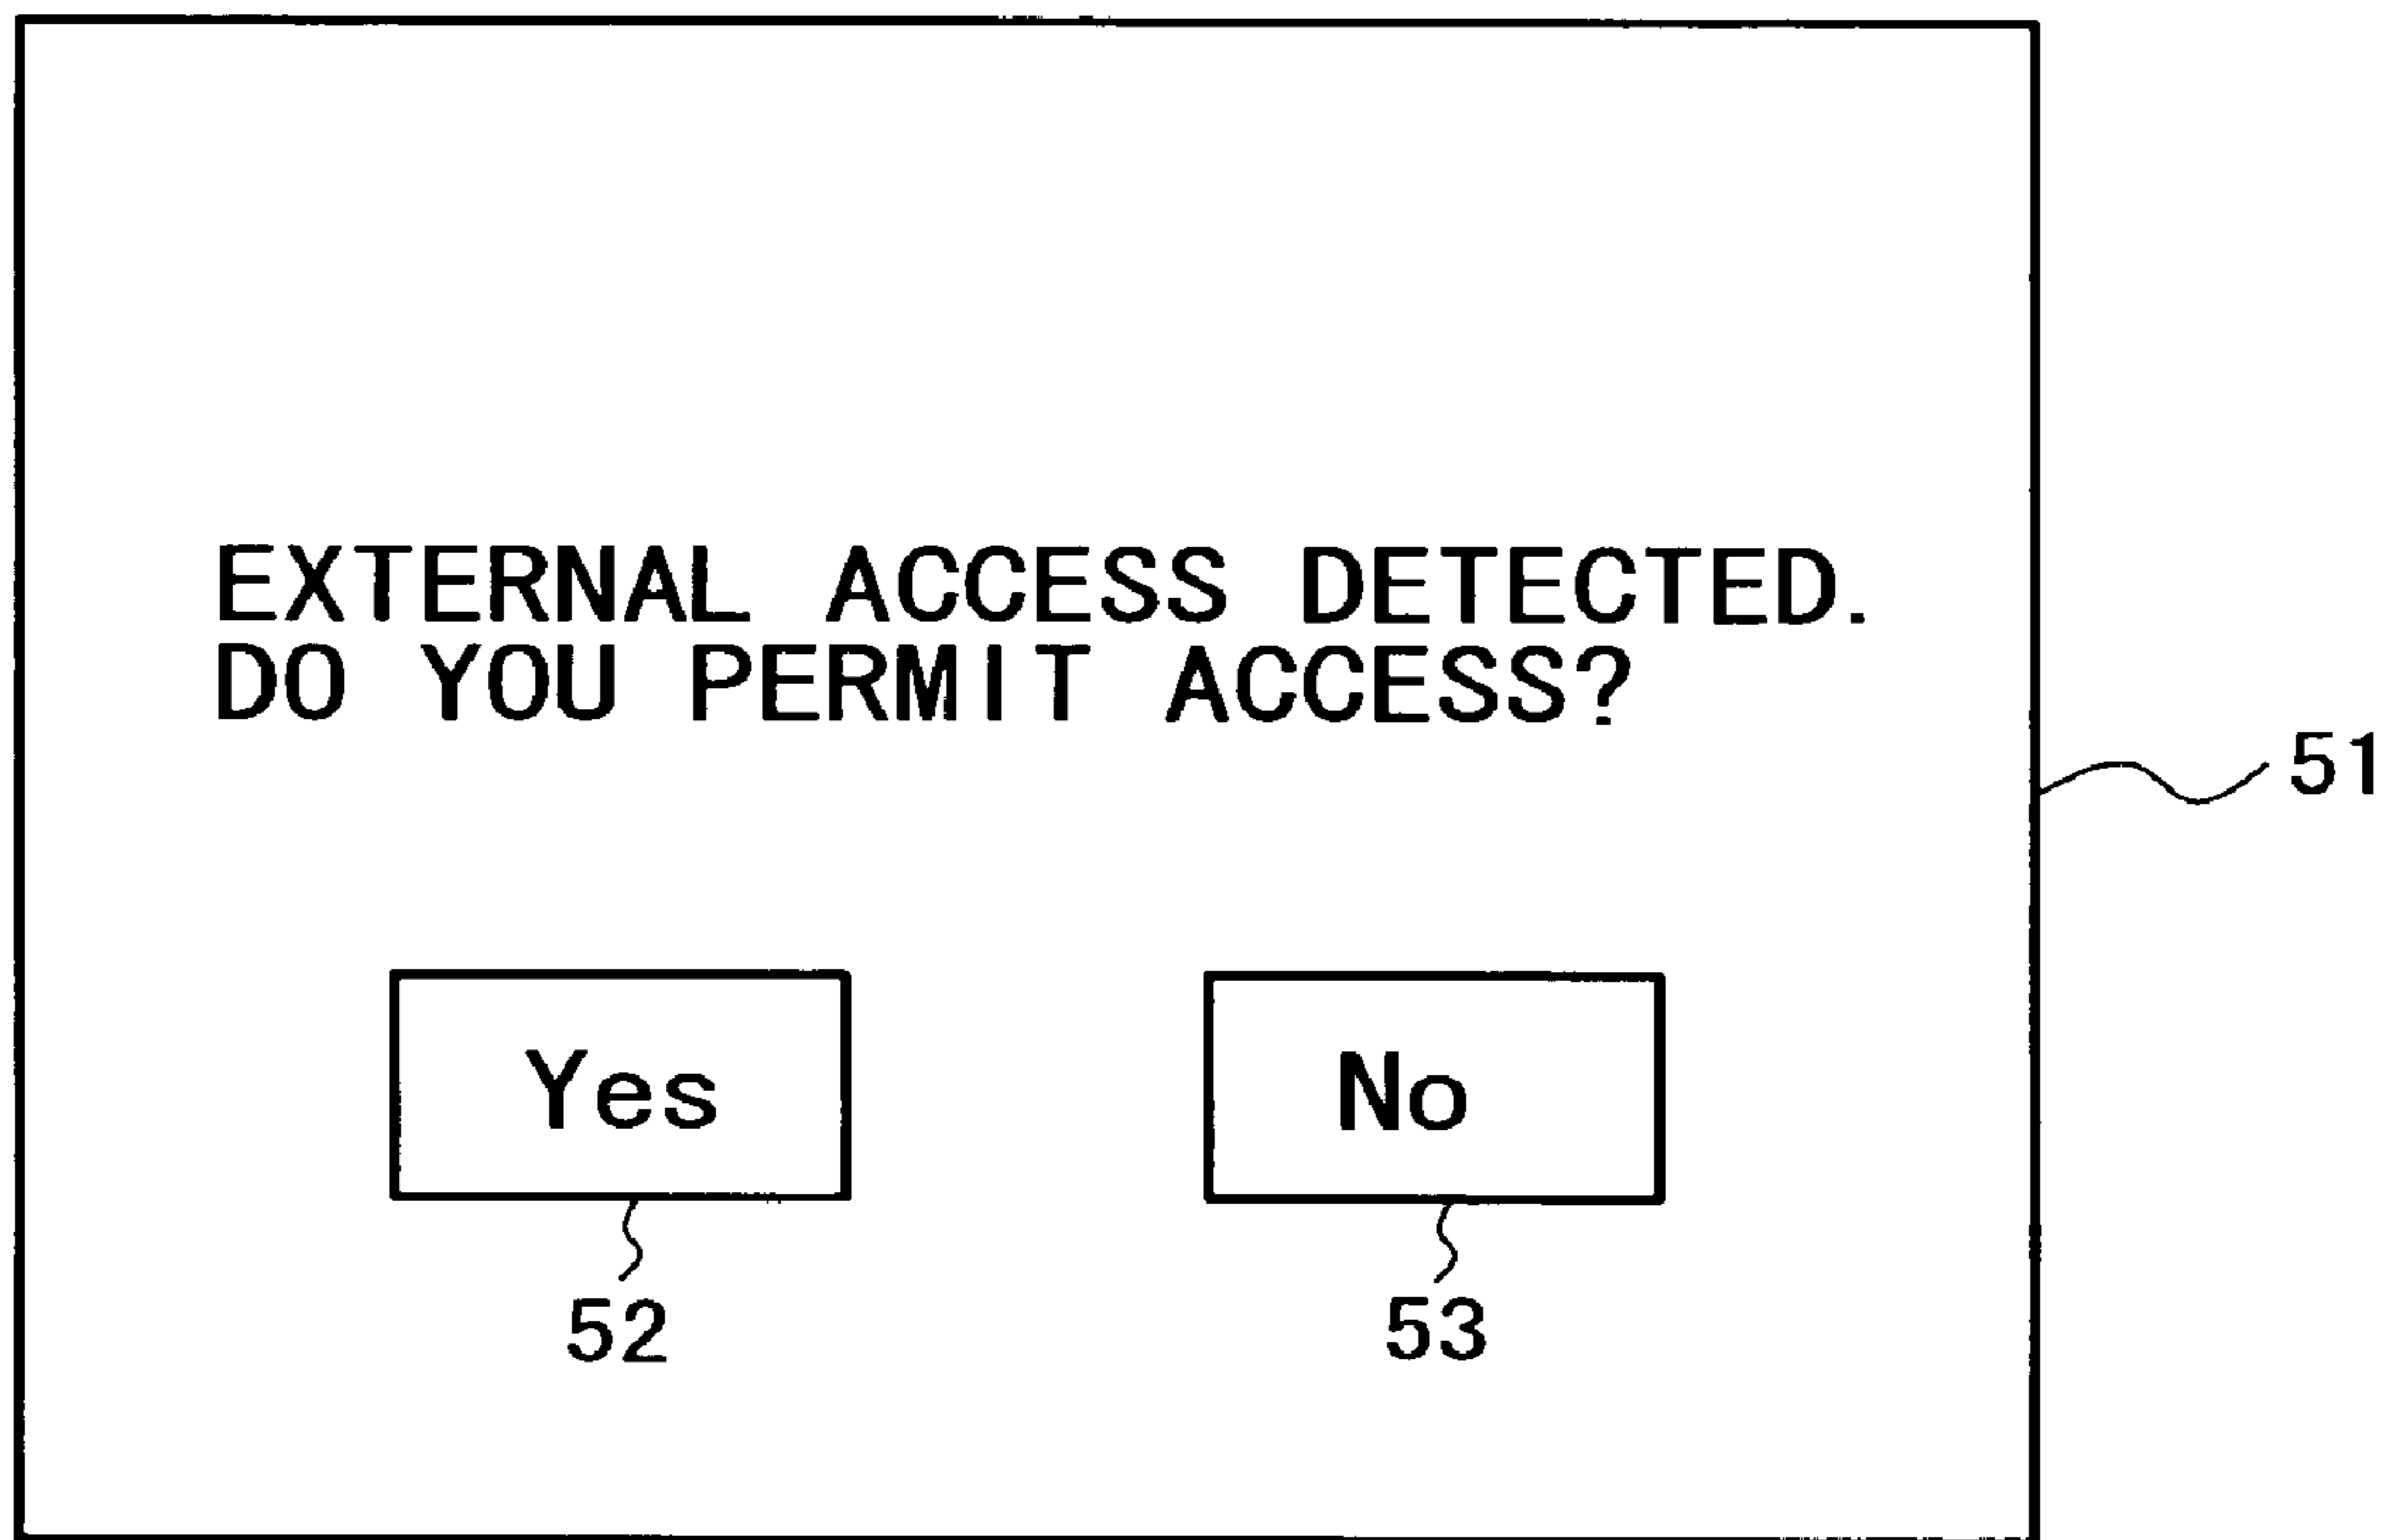 EXTERNAL ACCESS DETECTED.
DO YOU PERMIT ACCESS?
51
Yes No
52 53